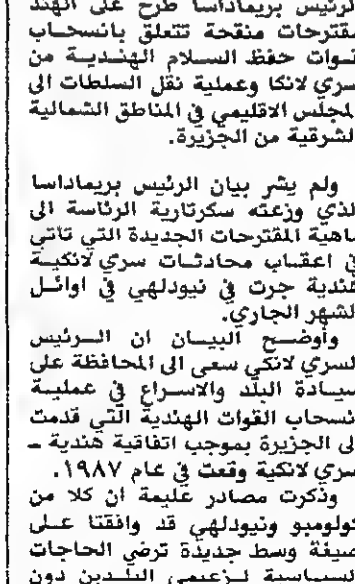 الرئيس بريماداسا طرح على الهند
مقترحات منقحة تتعلق بانسحاب
قوات حفظ السلام الهندية من
سري لانكا وعملية نقل السلطات الى
المجلس الاقليمي في المناطق الشمالية
الشرقية من الجزيرة.
ولم يشر بيان الرئيس بريماداسا
الذي وزعته سكرتارية الرئاسة الى
ماهية المقترحات الجديدة التي تاتي
في اعقاب محادثات سري لانكية
هندية جرت في نيودلهي في اوائل
الشهر الجاري.
وأوضح البيان ان الرئيس
السري لانكي سعى الى المحافظة على
سيادة البلد والاسراع في عملية
انسحاب القوات الهندية التي قدمت
الى الجزيرة بموجب اتفاقية هندية ـ
سري لانكية وقعت في عام ١٩٨٧.
وذكرت مصادر عليمة ان كلا من
كولومبو ونيودلهي قد وافقتا على
صيغة وسط جديدة ترضي الحاجات
السياسية لزعيمي البلدين دون